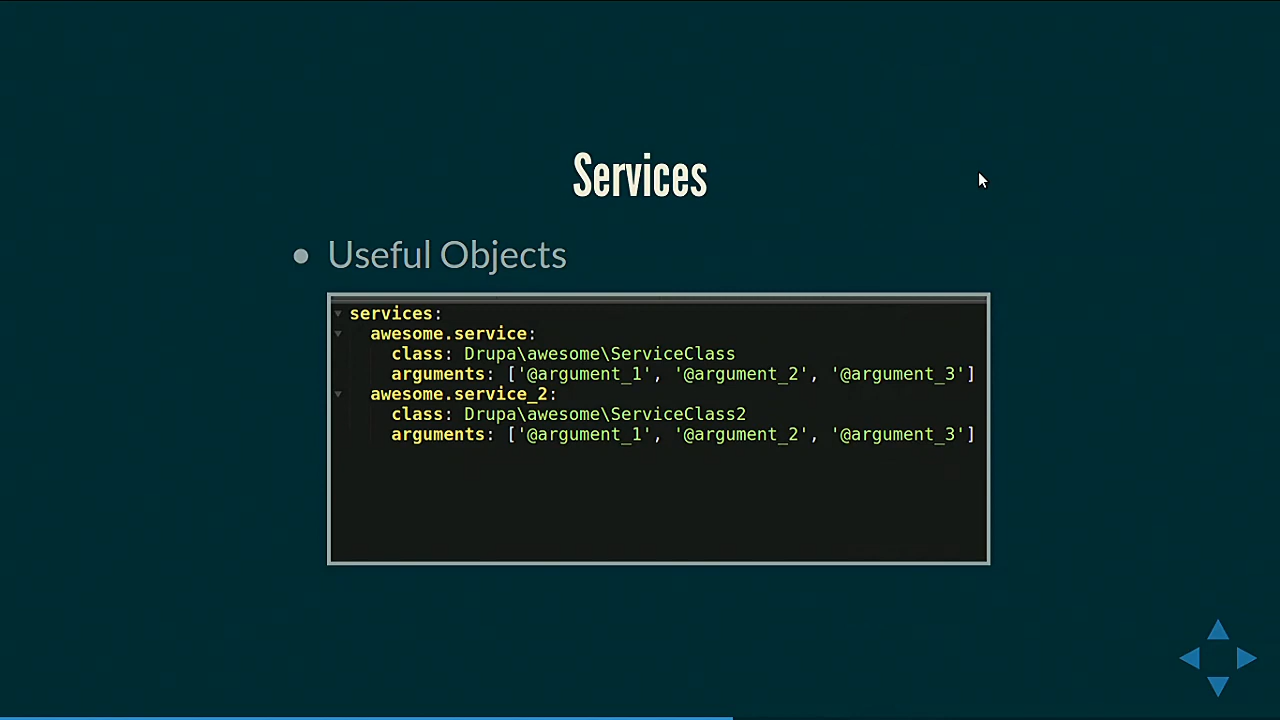 Services
Useful Objects
services:
awesome.service:
class: Drupa\awesome\ServiceClass
arguments: ['@argument_1', '@argument_2', '@argument_3']
awesome.service_2:
class: Drupa\awesome\ServiceClass2
arguments: ['@argument_1', '@argument_2', '@argument_3']